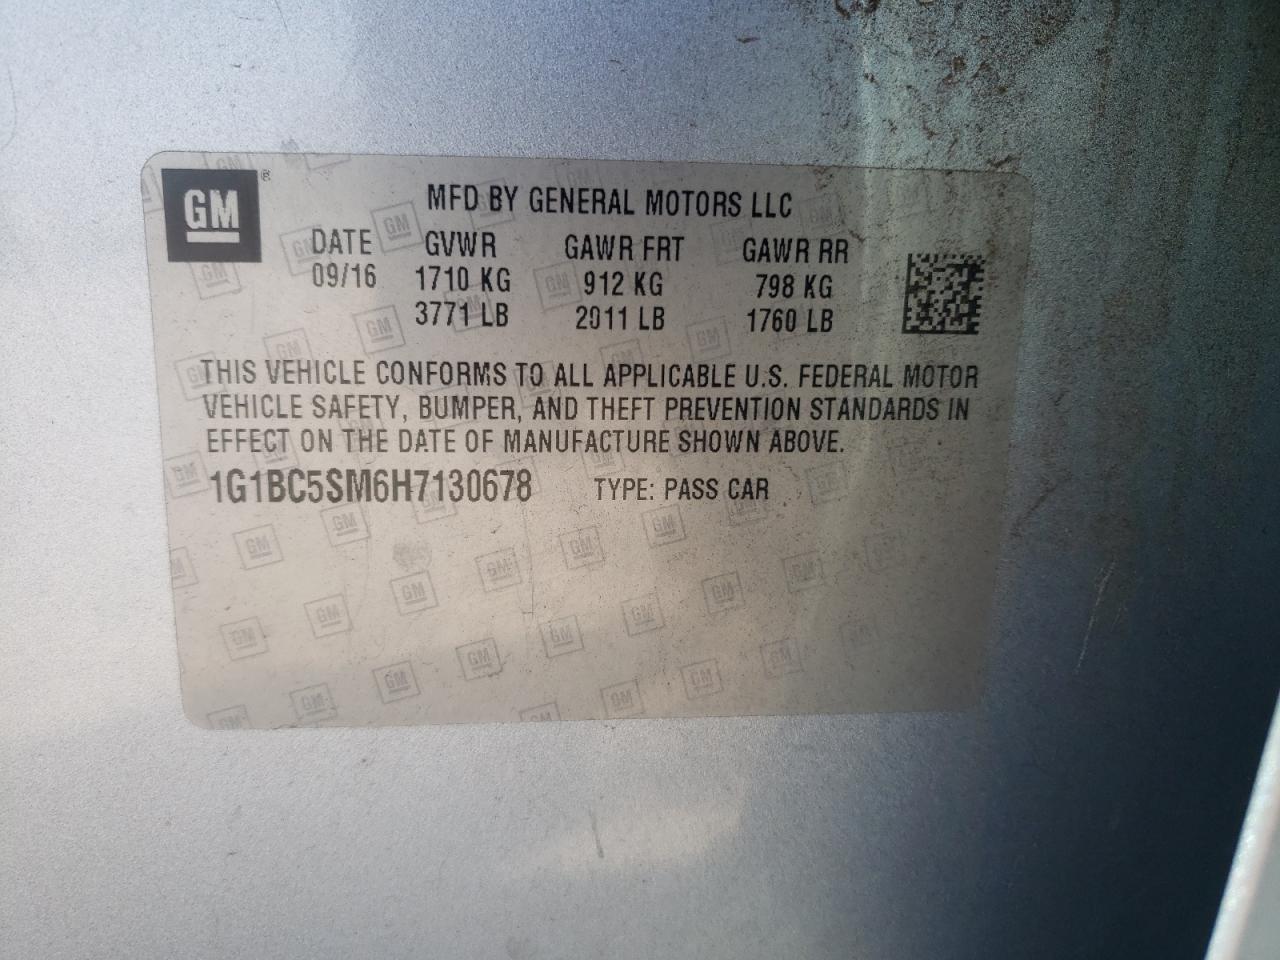 GM ®
MFD BY GENERAL MOTORS LLC
DATE GVWR GAWR FRT GAWR RR
09/16 1710 KG 912 KG 798 KG
3771 LB 2011 LB 1760 LB
THIS VEHICLE CONFORMS TO ALL APPLICABLE U.S. FEDERAL MOTOR
VEHICLE SAFETY, BUMPER, AND THEFT PREVENTION STANDARDS IN
EFFECT ON THE DATE OF MANUFACTURE SHOWN ABOVE.
1G1BC5SM6H7130678 TYPE: PASS CAR